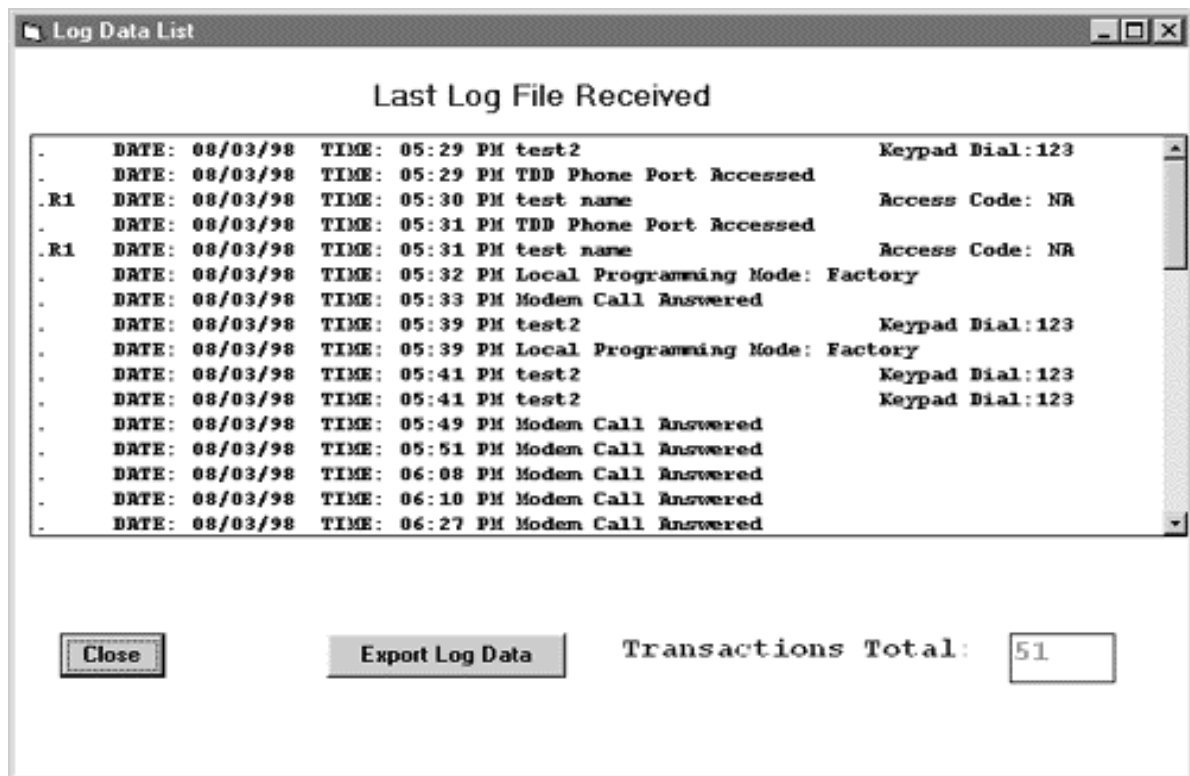 Log Data List
Last Log File Received
. DATE: 08/03/98 TIME: 05:29 PM test2 Keypad Dial:123
. DATE: 08/03/98 TIME: 05:29 PM TDD Phone Port Accessed
.R1 DATE: 08/03/98 TIME: 05:30 PM test name Access Code: NA
. DATE: 08/03/98 TIME: 05:31 PM TDD Phone Port Accessed
.R1 DATE: 08/03/98 TIME: 05:31 PM test name Access Code: NA
. DATE: 08/03/98 TIME: 05:32 PM Local Programming Mode: Factory
. DATE: 08/03/98 TIME: 05:33 PM Modem Call Answered
. DATE: 08/03/98 TIME: 05:39 PM test2 Keypad Dial:123
. DATE: 08/03/98 TIME: 05:39 PM Local Programming Mode: Factory
. DATE: 08/03/98 TIME: 05:41 PM test2 Keypad Dial:123
. DATE: 08/03/98 TIME: 05:41 PM test2 Keypad Dial:123
. DATE: 08/03/98 TIME: 05:49 PM Modem Call Answered
. DATE: 08/03/98 TIME: 05:51 PM Modem Call Answered
. DATE: 08/03/98 TIME: 06:08 PM Modem Call Answered
. DATE: 08/03/98 TIME: 06:10 PM Modem Call Answered
. DATE: 08/03/98 TIME: 06:27 PM Modem Call Answered
Close Export Log Data Transactions Total: 51